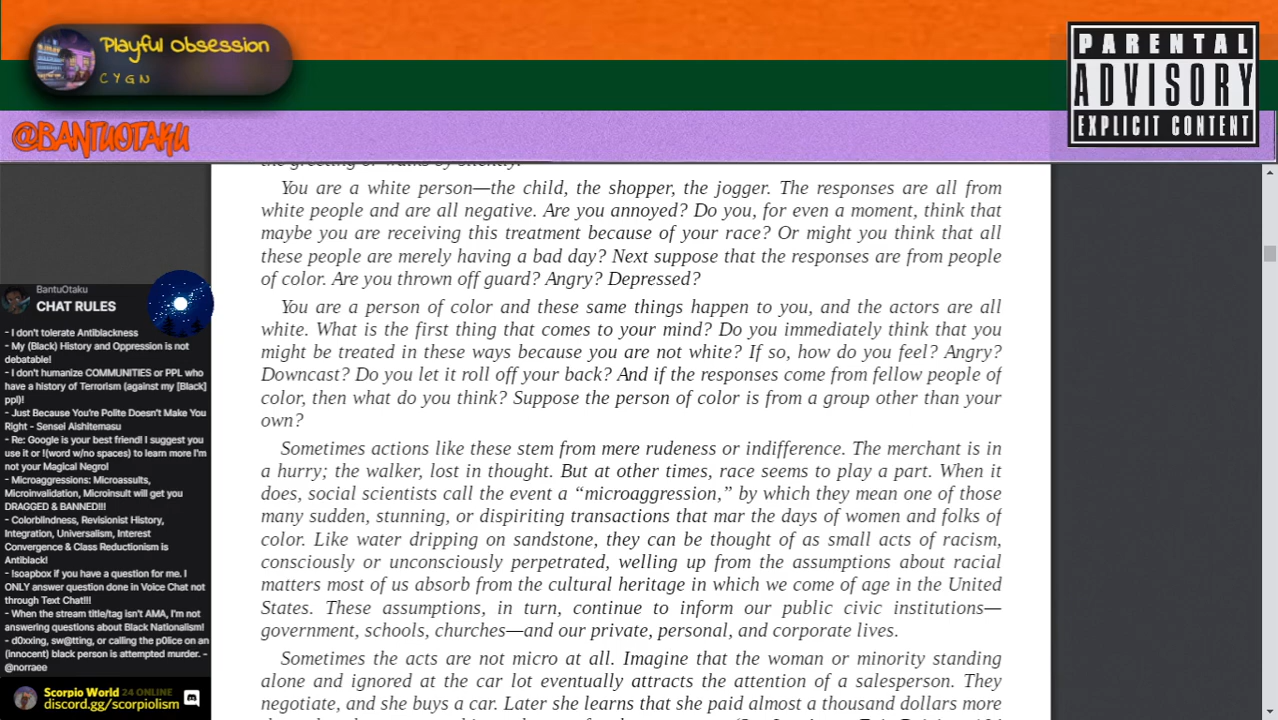 Playful Obsession
CYGN
PARENTAL
ADVISORY
EXPLICIT CONTENT
@BANTUOTAKU
You are a white person—the child, the shopper, the jogger. The responses are all from
white people and are all negative. Are you annoyed? Do you, for even a moment, think that
maybe you are receiving this treatment because of your race? Or might you think that all
these people are merely having a bad day? Next suppose that the responses are from people
of color. Are you thrown off guard? Angry? Depressed?
You are a person of color and these same things happen to you, and the actors are all
white. What is the first thing that comes to your mind? Do you immediately think that you
might be treated in these ways because you are not white? If so, how do you feel? Angry?
Downcast? Do you let it roll off your back? And if the responses come from fellow people of
color, then what do you think? Suppose the person of color is from a group other than your
own?
Sometimes actions like these stem from mere rudeness or indifference. The merchant is in
a hurry; the walker, lost in thought. But at other times, race seems to play a part. When it
does, social scientists call the event a “microaggression,” by which they mean one of those
many sudden, stunning, or dispiriting transactions that mar the days of women and folks of
color. Like water dripping on sandstone, they can be thought of as small acts of racism,
consciously or unconsciously perpetrated, welling up from the assumptions about racial
matters most of us absorb from the cultural heritage in which we come of age in the United
States. These assumptions, in turn, continue to inform our public civic institutions—
government, schools, churches—and our private, personal, and corporate lives.
Sometimes the acts are not micro at all. Imagine that the woman or minority standing
alone and ignored at the car lot eventually attracts the attention of a salesperson. They
negotiate, and she buys a car. Later she learns that she paid almost a thousand dollars more
BantuOtaku
CHAT RULES
- I don't tolerate Antiblackness
- My (Black) History and Oppression is not
debatable!
- I don't humanize COMMUNITIES or PPL who
have a history of Terrorism (against my [Black]
ppl)!
- Just Because You're Polite Doesn't Make You
Right - Sensei Aishitemasu
- Re: Google is your best friend! I suggest you
use it or !(word w/no spaces) to learn more I'm
not your Magical Negro!
- Microaggressions: Microassults,
Microinvalidation, Microinsult will get you
DRAGGED & BANNED!!!
- Colorblindness, Revisionist History,
Integration, Universalism, Interest
Convergence & Class Reductionism is
Antiblack!
- !soapbox if you have a question for me. I
ONLY answer question done in Voice Chat not
through Text Chat!!!
- When the stream title/tag isn't AMA, I'm not
answering questions about Black Nationalism!
- d0xxing, sw@tting, or calling the p0lice on an
(innocent) black person is attempted murder. -
@norraee
Scorpio World 24 ONLINE
discord.gg/scorpiolism